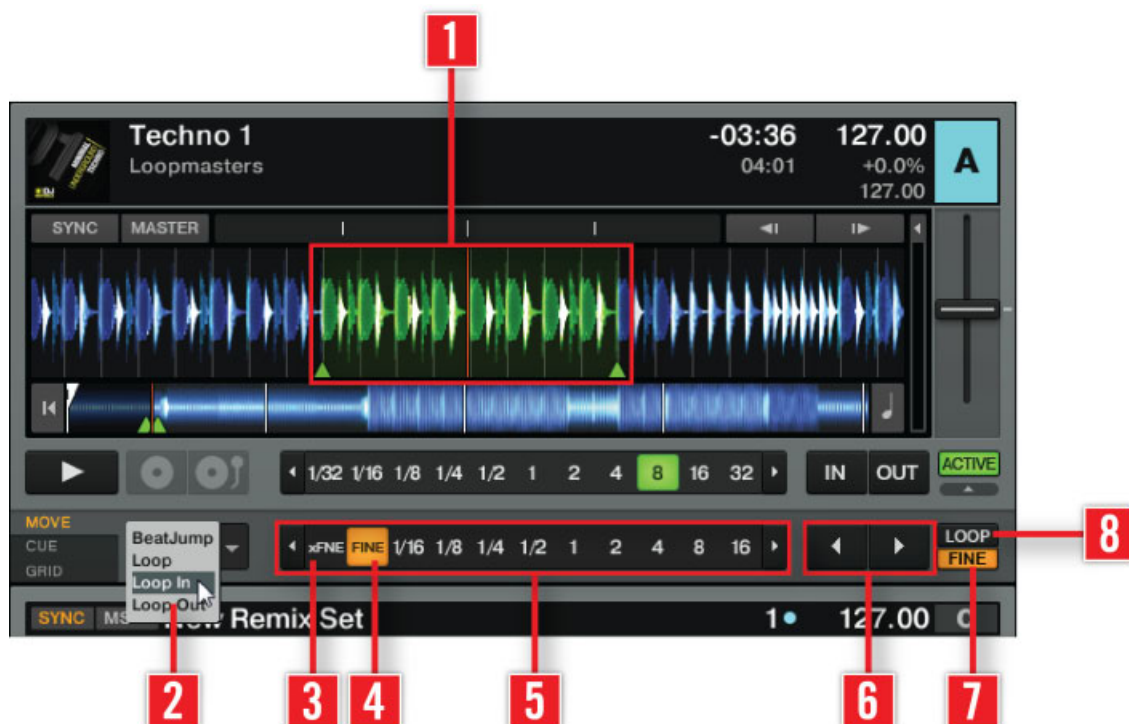 1
Techno 1 -03:36 127.00 A
Loopmasters 04:01 +0.0%
127.00
SYNC MASTER
1/32 1/16 1/8 1/4 1/2 1 2 4 8 16 32 IN OUT ACTIVE
MOVE
CUE
GRID
BeatJump
Loop
Loop In
Loop Out
xFNE FINE 1/16 1/8 1/4 1/2 1 2 4 8 16
LOOP
FINE
8
SYNC Remix Set 1 127.00 C
2 3 4 5 6 7